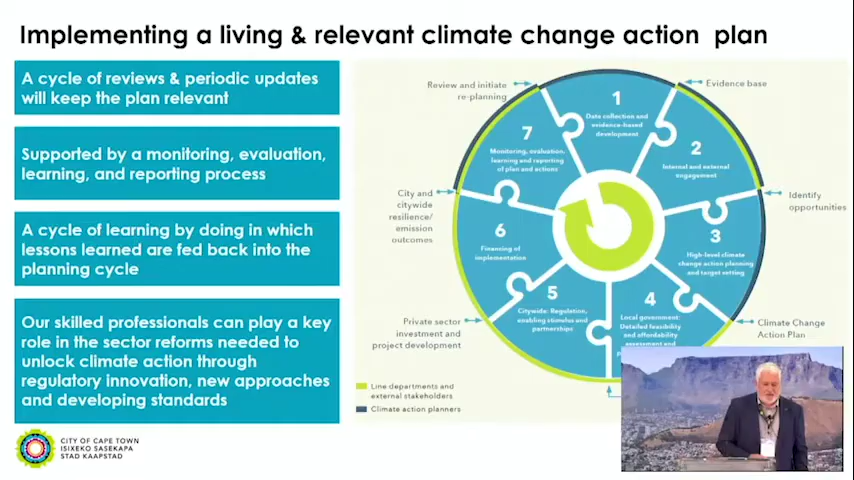 Implementing a living & relevant climate change action plan
A cycle of reviews & periodic updates
will keep the plan relevant
Supported by a monitoring, evaluation,
learning, and reporting process
A cycle of learning by doing in which
lessons learned are fed back into the
planning cycle
Our skilled professionals can play a key
role in the sector reforms needed to
unlock climate action through
regulatory innovation, new approaches
and developing standards
CITY OF CAPE TOWN
ISIXEKO SASEKAPA
STAD KAAPSTAD
Review and initiate
re-planning
Evidence base
1
Data collection and
evidence-based
development
2
Internal and external
engagement
Identify
opportunities
3
High-level climate
change action planning
and target setting
Climate Change
Action Plan
4
Local government:
Detailed feasibility
and affordability
assessment and
5
Citywide: Regulation,
enabling stimulus and
partnerships
Private sector
investment and
project development
6
Financing of
implementation
City and
citywide
resilience/
emission
outcomes
7
Monitoring, evaluation,
learning and reporting
of plan and actions
Line departments and
external stakeholders
Climate action planners